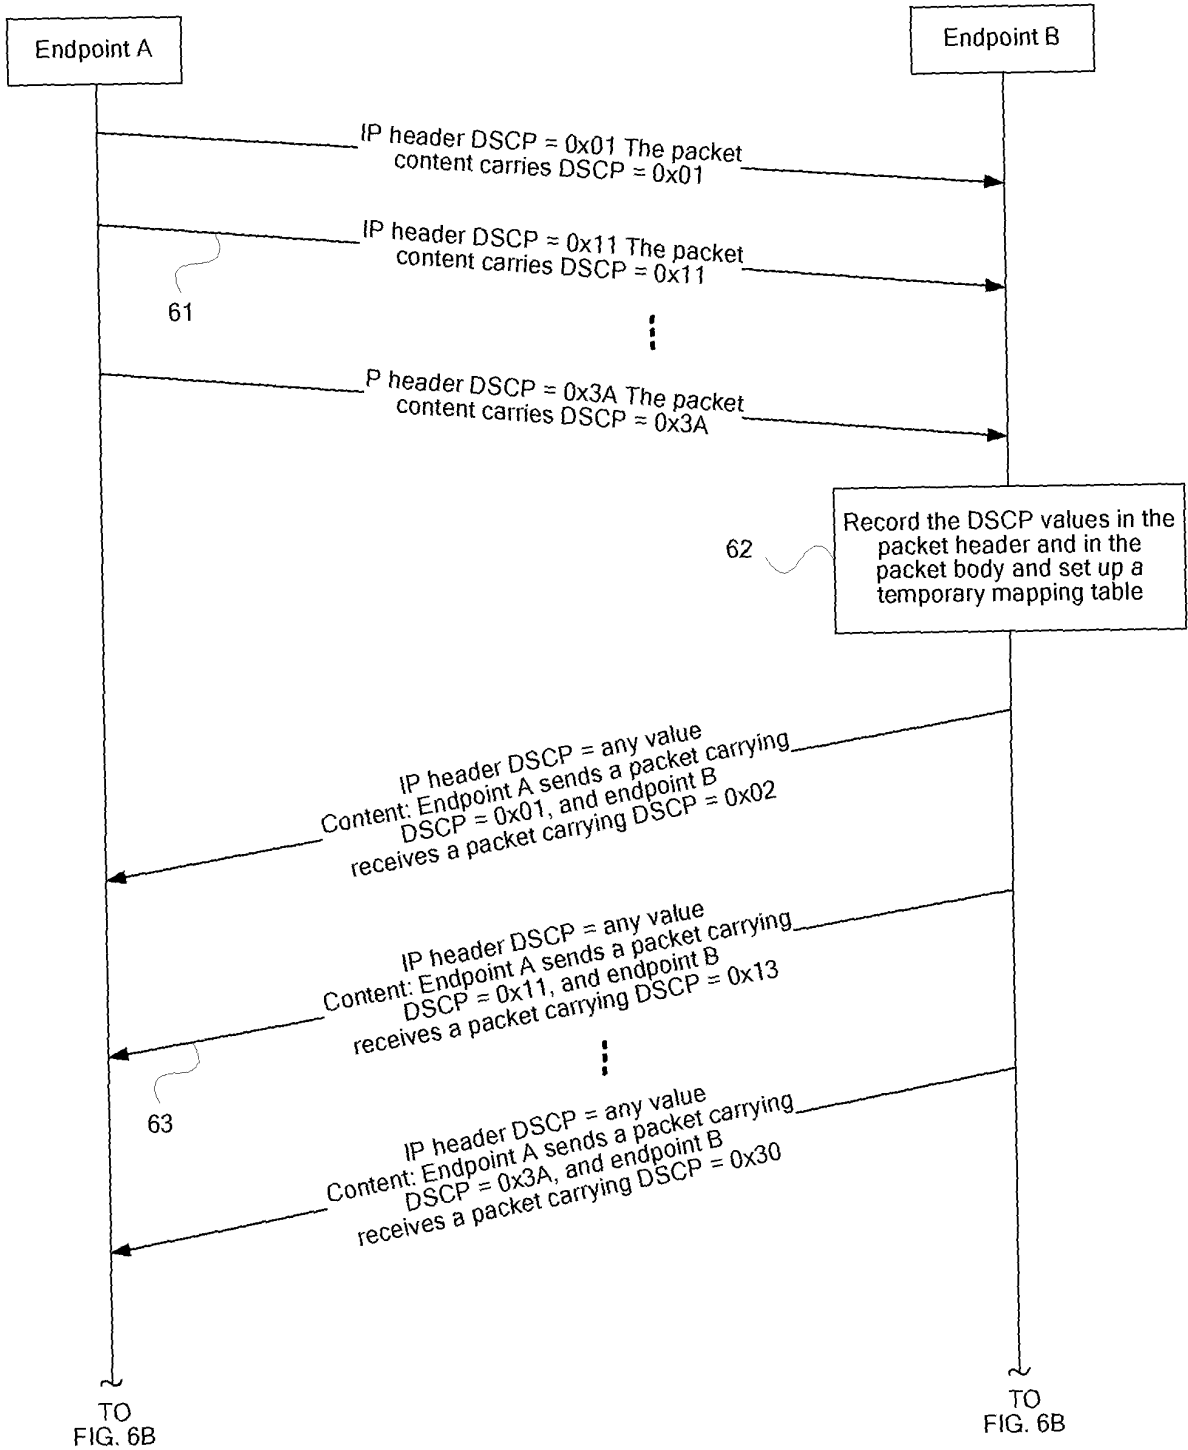 Endpoint A
Endpoint B
IP header DSCP = 0x01 The packet
content carries DSCP = 0x01
IP header DSCP = 0x11 The packet
content carries DSCP = 0x11
61
P header DSCP = 0x3A The packet
content carries DSCP = 0x3A
Record the DSCP values in the
packet header and in the
packet body and set up a
temporary mapping table
62
IP header DSCP = any value
Content: Endpoint A sends a packet carrying
DSCP = 0x01, and endpoint B
receives a packet carrying DSCP = 0x02
IP header DSCP = any value
Content: Endpoint A sends a packet carrying
DSCP = 0x11, and endpoint B
receives a packet carrying DSCP = 0x13
63
IP header DSCP = any value
Content: Endpoint A sends a packet carrying
DSCP = 0x3A, and endpoint B
receives a packet carrying DSCP = 0x30
TO
FIG. 6B
TO
FIG. 6B